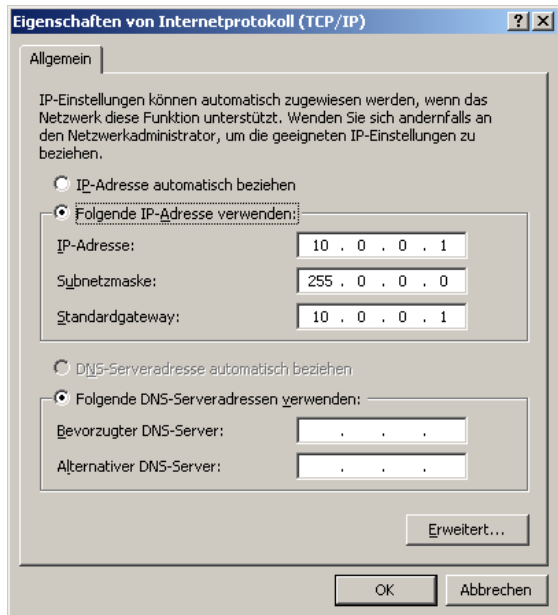 Eigenschaften von Internetprotokoll (TCP/IP)
Allgemein
IP-Einstellungen können automatisch zugewiesen werden, wenn das
Netzwerk diese Funktion unterstützt. Wenden Sie sich andernfalls an
den Netzwerkadministrator, um die geeigneten IP-Einstellungen zu
beziehen.
IP-Adresse automatisch beziehen
Folgende IP-Adresse verwenden:
IP-Adresse: 10 . 0 . 0 . 1
Subnetzmaske: 255 . 0 . 0 . 0
Standardgateway: 10 . 0 . 0 . 1
DNS-Serveradresse automatisch beziehen
Folgende DNS-Serveradressen verwenden:
Bevorzugter DNS-Server: . . .
Alternativer DNS-Server: . . .
Erweitert...
OK Abbrechen